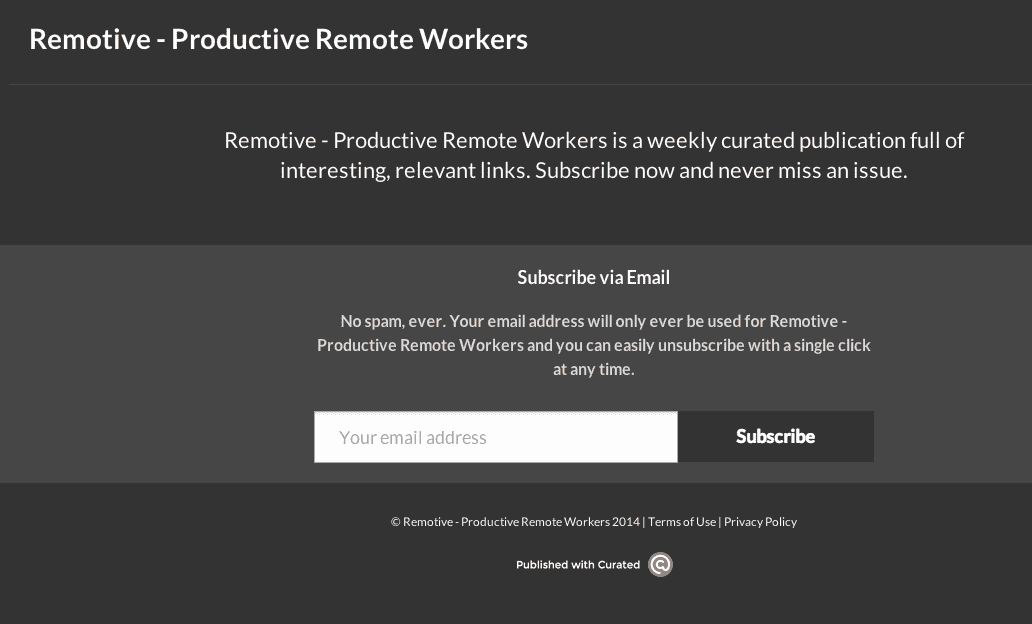 Remotive - Productive Remote Workers
Remotive - Productive Remote Workers is a weekly curated publication full of
interesting, relevant links. Subscribe now and never miss an issue.
Subscribe via Email
No spam, ever. Your email address will only ever be used for Remotive -
Productive Remote Workers and you can easily unsubscribe with a single click
at any time.
Your email address
Subscribe
© Remotive - Productive Remote Workers 2014 | Terms of Use | Privacy Policy
Published with Curated